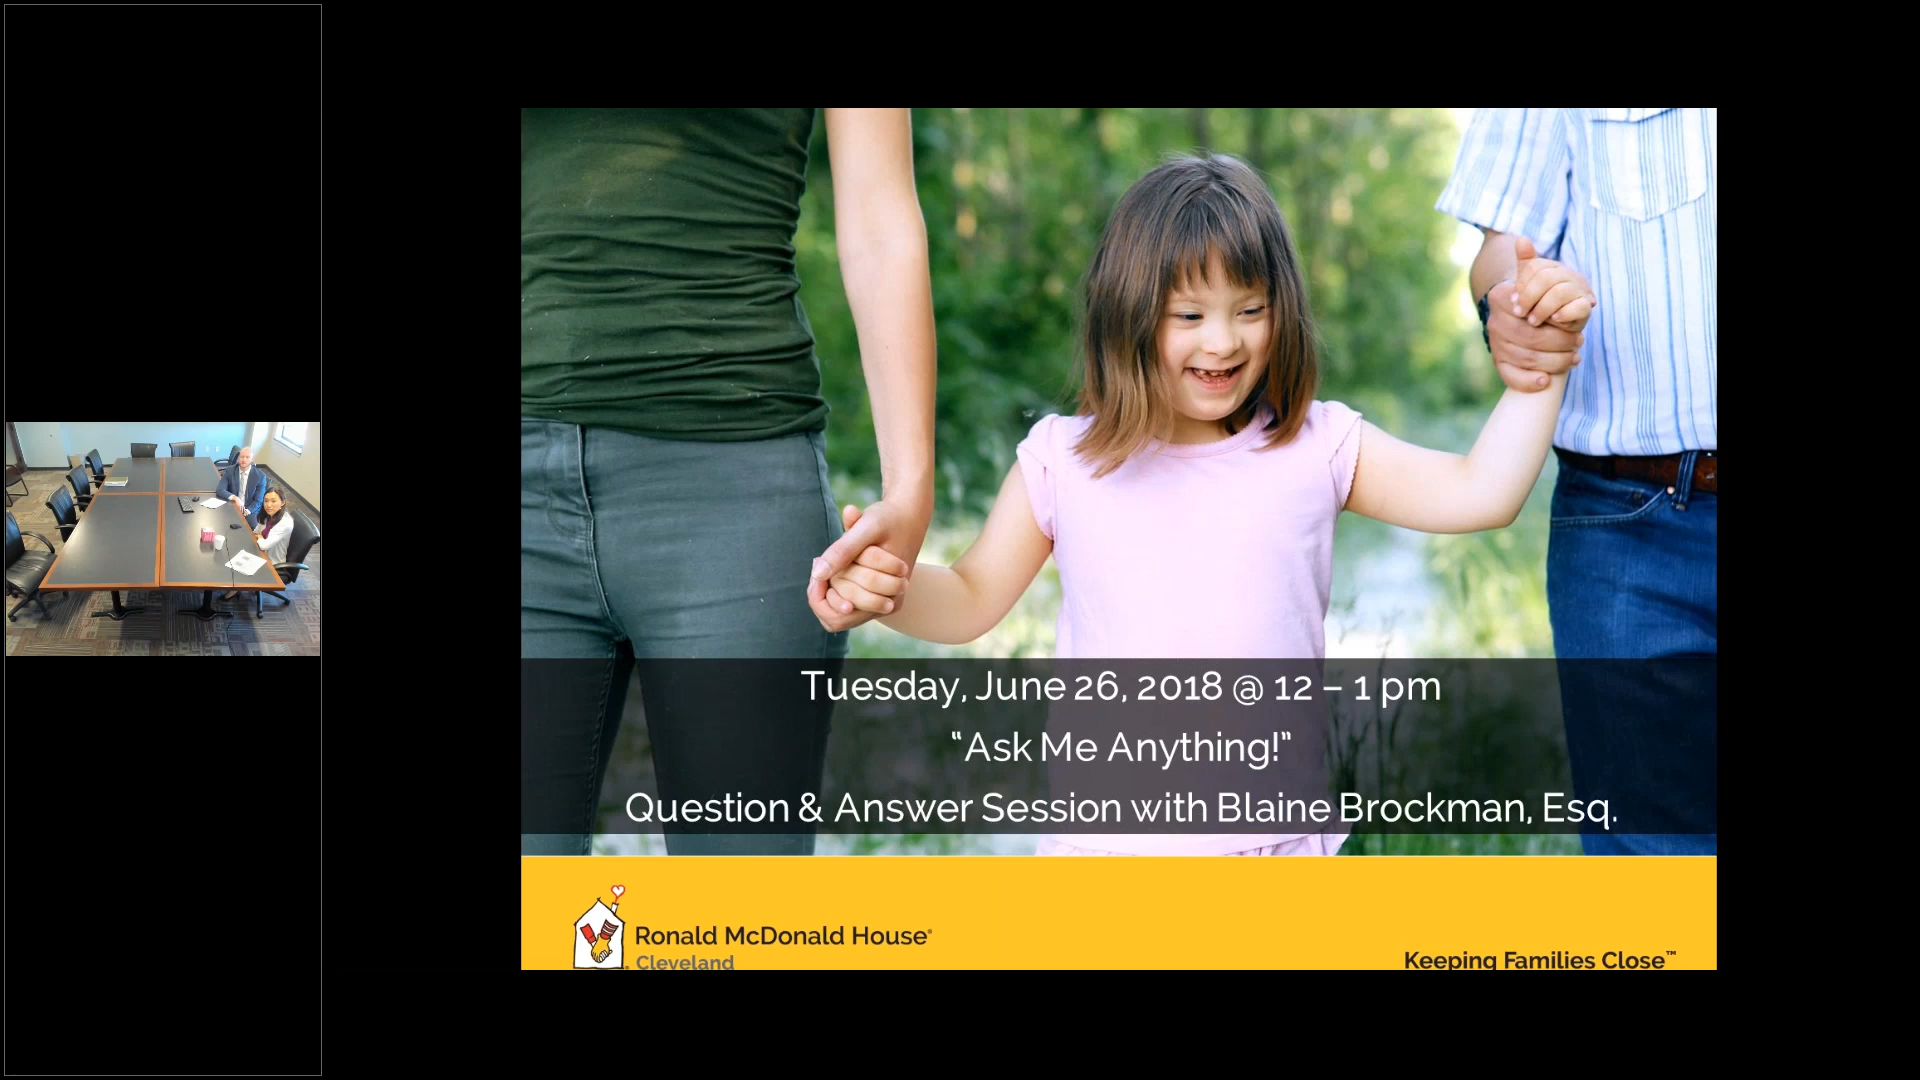 Tuesday, June 26, 2018 @ 12 – 1 pm
“Ask Me Anything!”
Question & Answer Session with Blaine Brockman, Esq.
Ronald McDonald House®
Cleveland
Keeping Families Close™